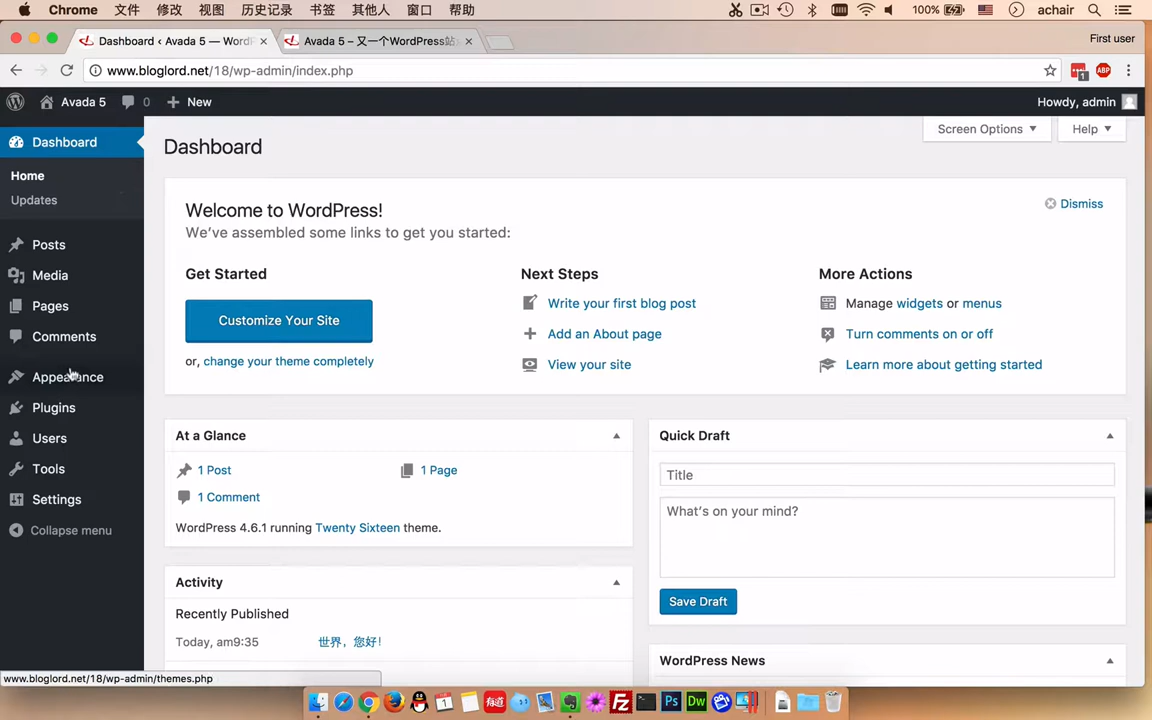 Chrome 文件 修改 视图 历史记录 书签 其他人 窗口 帮助 100% achair
Dashboard ‹ Avada 5 — WordP Avada 5 – 又一个WordPress站 First user
www.bloglord.net/18/wp-admin/index.php ABP
Avada 5 0 New Howdy, admin
Dashboard
Home
Updates
Posts
Media
Pages
Comments
Appearance
Plugins
Users
Tools
Settings
Collapse menu
Screen Options Help
Dashboard
Welcome to WordPress!
Dismiss
We've assembled some links to get you started:
Get Started
Customize Your Site
or, change your theme completely
Next Steps
Write your first blog post
Add an About page
View your site
More Actions
Manage widgets or menus
Turn comments on or off
Learn more about getting started
At a Glance
1 Post 1 Page
1 Comment
WordPress 4.6.1 running Twenty Sixteen theme.
Activity
Recently Published
Today, am9:35 世界，您好!
Quick Draft
Title
What's on your mind?
Save Draft
WordPress News
www.bloglord.net/18/wp-admin/themes.php
有道 Ps Dw